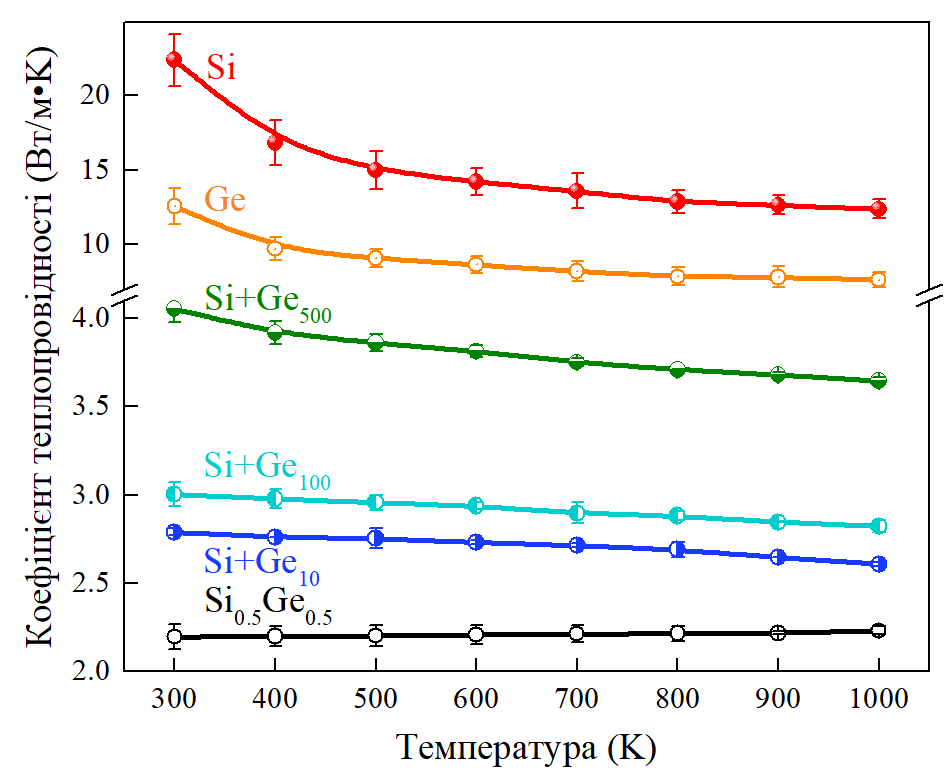 Коефіцієнт теплопровідності (Вт/м•K)
20
15
10
4.0
3.5
3.0
2.5
2.0
Si
Ge
Si+Ge500
Si+Ge100
Si+Ge10
Si0.5Ge0.5
300 400 500 600 700 800 900 1000
Температура (K)